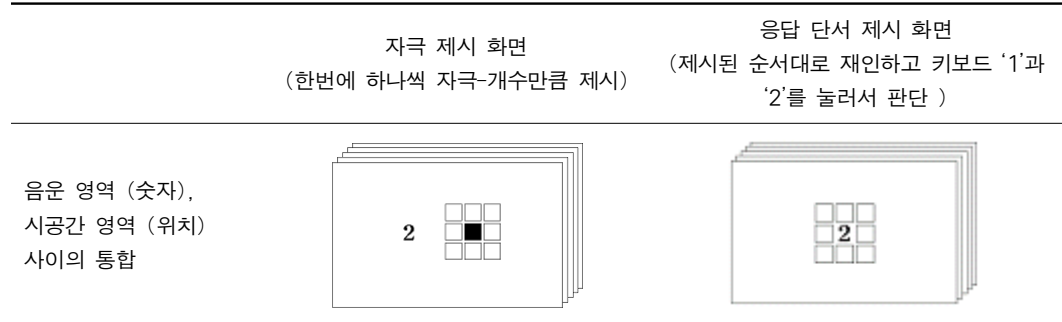 자극 제시 화면
(한번에 하나씩 자극-개수만큼 제시)
응답 단서 제시 화면
(제시된 순서대로 재인하고 키보드 ‘1’과
‘2’를 눌러서 판단 )
음운 영역 (숫자),
시공간 영역 (위치)
사이의 통합
2
2